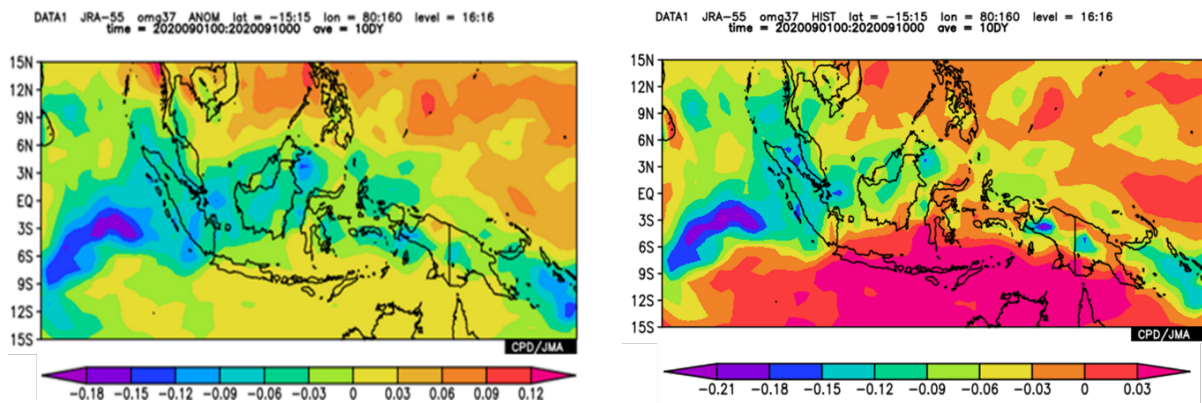 DATA1 JRA-55 omg37 ANOM lat = -15:15 lon = 80:160 level = 16:16
time = 2020090100:2020091000 ave = 10DY
15N
12N
9N
6N
3N
EQ
3S
6S
9S
12S
15S
CPD/JMA
-0.18 -0.15 -0.12 -0.09 -0.06 -0.03 0 0.03 0.06 0.09 0.12
DATA1 JRA-55 omg37 HIST lat = -15:15 lon = 80:160 level = 16:16
time = 2020090100:2020091000 ave = 10DY
15N
12N
9N
6N
3N
EQ
3S
6S
9S
12S
15S
CPD/JMA
-0.21 -0.18 -0.15 -0.12 -0.09 -0.06 -0.03 0 0.03